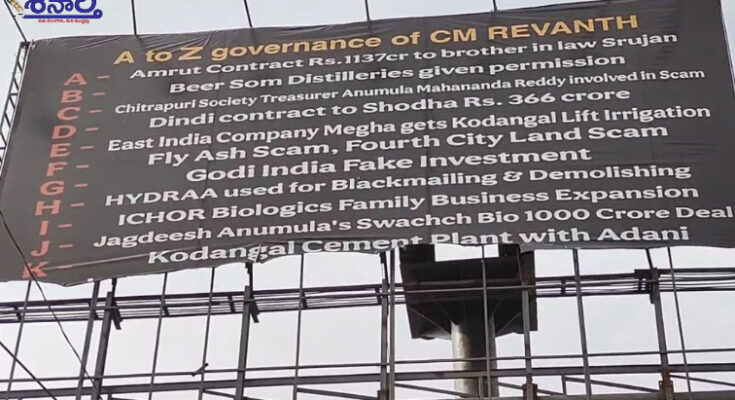 శనార్తి
A to Z governance of CM REVANTH
A – Amrut Contract Rs.1137cr to brother in law Srujan
B – Beer Som Distilleries given permission
C – Chitrapuri Society Treasurer Anumula Mahananda Reddy involved in Scam
D – Dindi contract to Shodha Rs. 366 crore
E – East India Company Megha gets Kodangal Lift Irrigation
F – Fly Ash Scam, Fourth City Land Scam
G – Godi India Fake Investment
H – HYDRAA used for Blackmailing & Demolishing
I – ICHOR Biologics Family Business Expansion
J – Jagdeesh Anumula's Swachch Bio 1000 Crore Deal
K – Kodangal Cement Plant with Adani